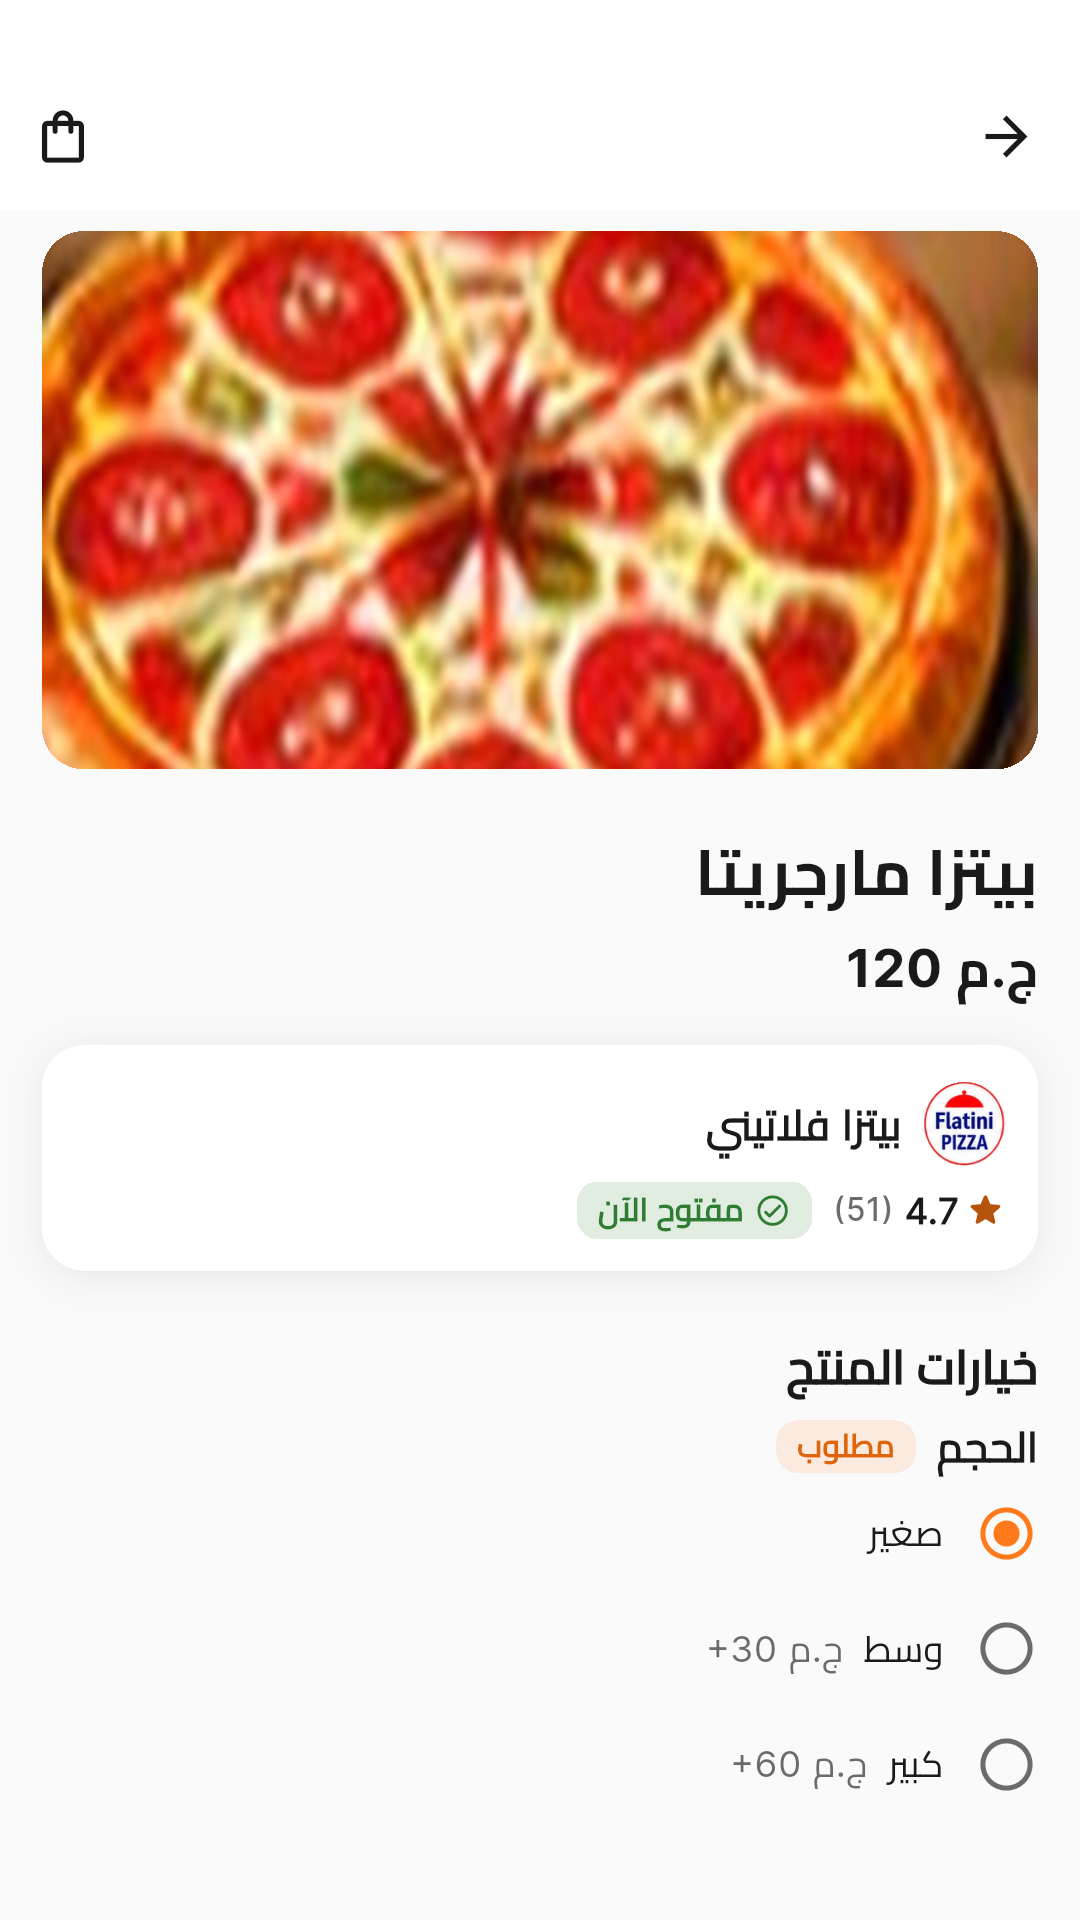 بيتزا مارجريتا
ج.م 120
Flatini
PIZZA
بيتزا فلاتيني
4.7 (51) مفتوح الآن
خيارات المنتج
الحجم مطلوب
صغير
وسط ج.م 30+
كبير ج.م 60+